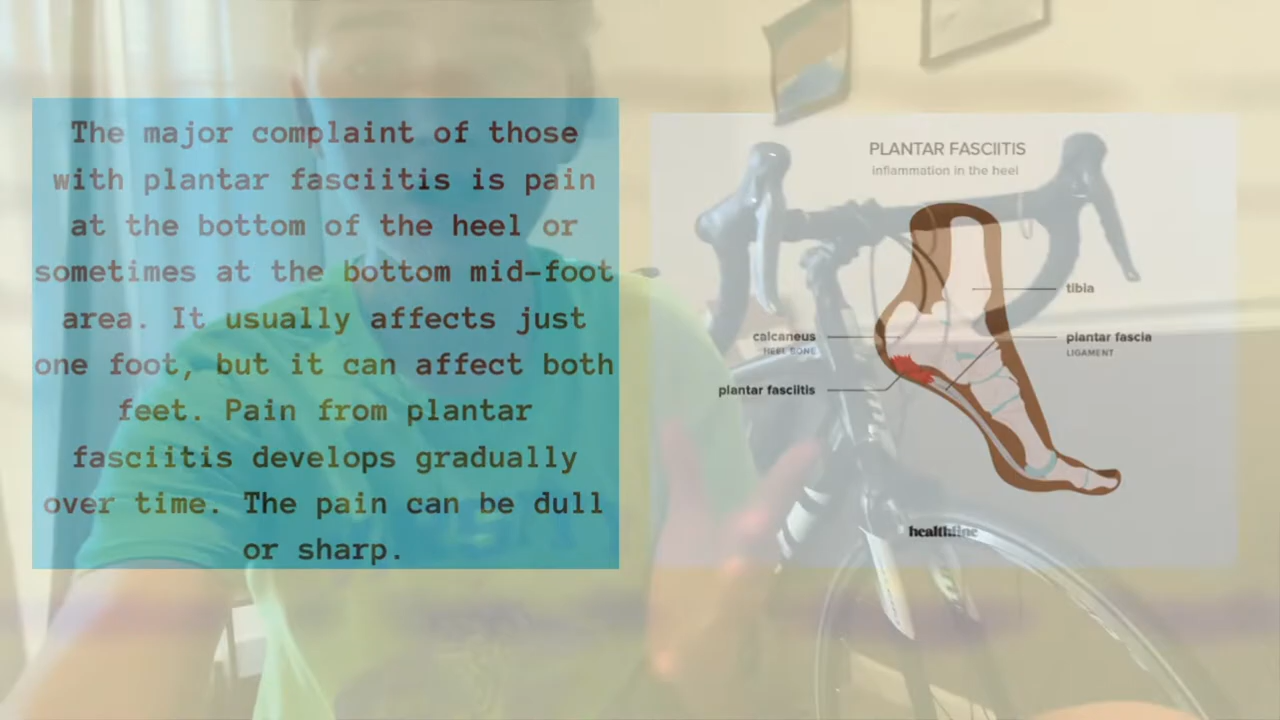 The major complaint of those
with plantar fasciitis is pain
at the bottom of the heel or
sometimes at the bottom mid-foot
area. It usually affects just
one foot, but it can affect both
feet. Pain from plantar
fasciitis develops gradually
over time. The pain can be dull
or sharp.
PLANTAR FASCIITIS
inflammation in the heel
tibia
calcaneus
HEEL BONE
plantar fascia
LIGAMENT
plantar fasciitis
healthline